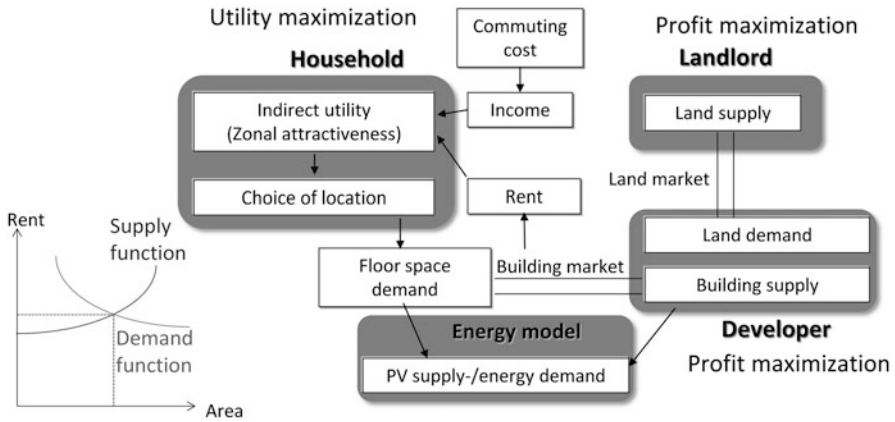 Utility maximization
Commuting
cost
Profit maximization
Household
Landlord
Indirect utility
(Zonal attractiveness)
Income
Land supply
Land market
Choice of location
Rent
Rent
Supply
function
Land demand
Floor space
demand
Building market
Building supply
Energy model
Developer
Demand
function
PV supply-/energy demand
Profit maximization
Area